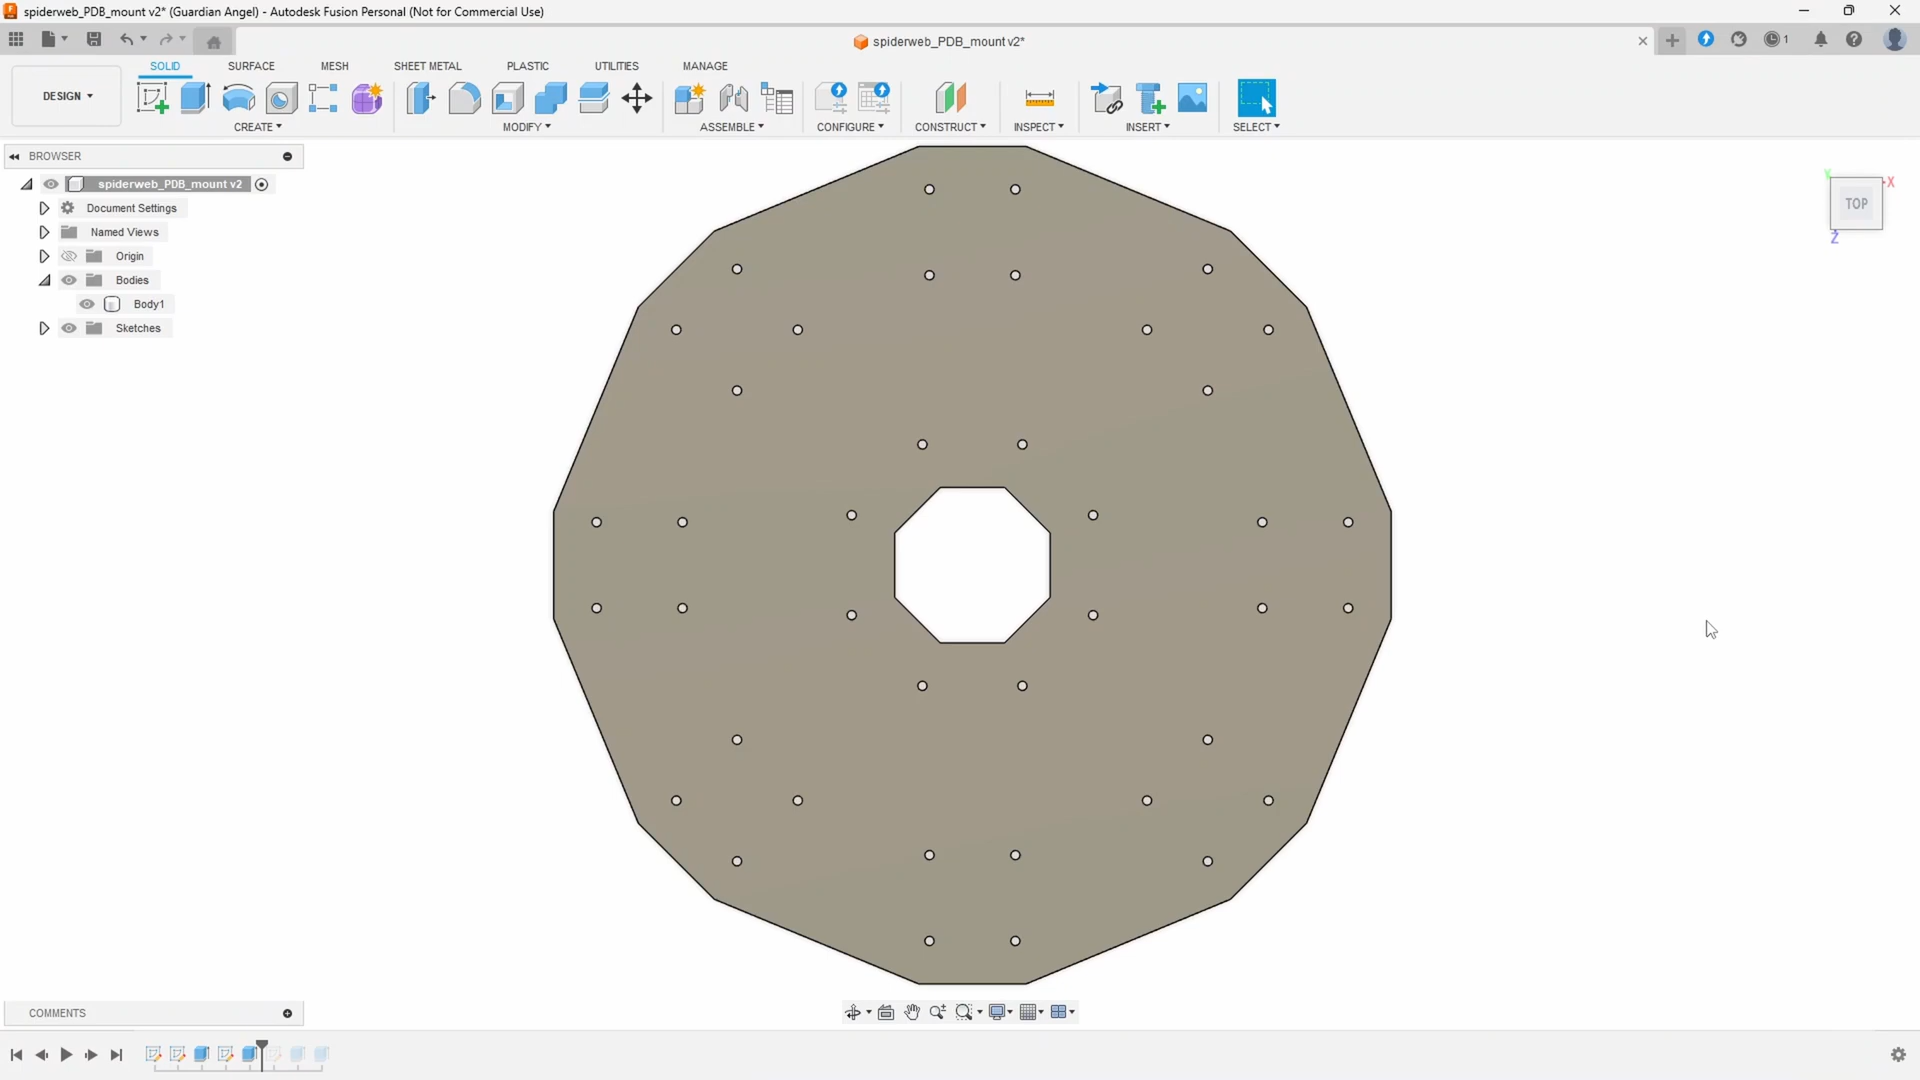 spiderweb_PDB_mount v2* (Guardian Angel) - Autodesk Fusion Personal (Not for Commercial Use)
spiderweb_PDB_mount v2*
1
DESIGN
SOLID
SURFACE
MESH
SHEET METAL
PLASTIC
UTILITIES
MANAGE
CREATE
MODIFY
ASSEMBLE
CONFIGURE
CONSTRUCT
INSPECT
INSERT
SELECT
BROWSER
spiderweb_PDB_mount v2
Document Settings
Named Views
Origin
Bodies
Body1
Sketches
Y
X
TOP
Z
COMMENTS